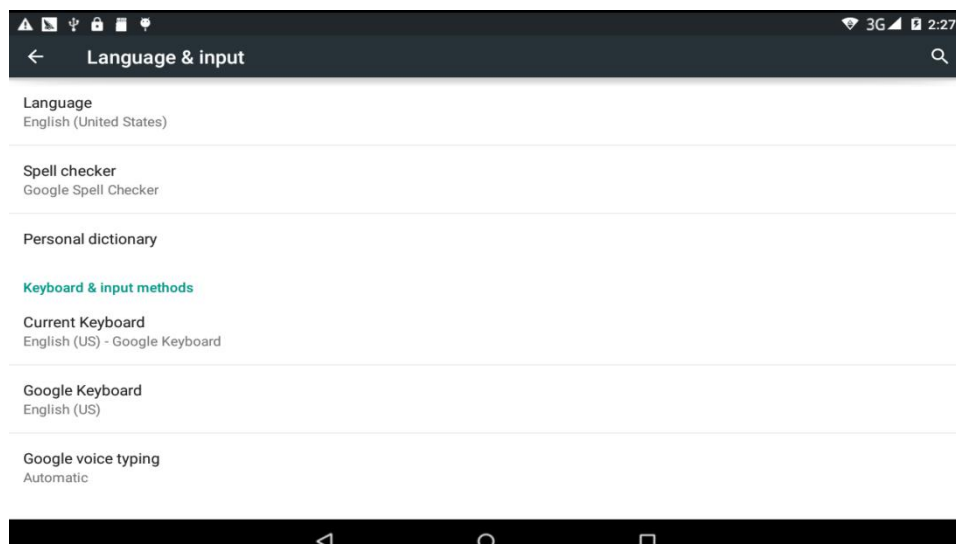 3G 2:27
Language & input
Language
English (United States)
Spell checker
Google Spell Checker
Personal dictionary
Keyboard & input methods
Current Keyboard
English (US) - Google Keyboard
Google Keyboard
English (US)
Google voice typing
Automatic